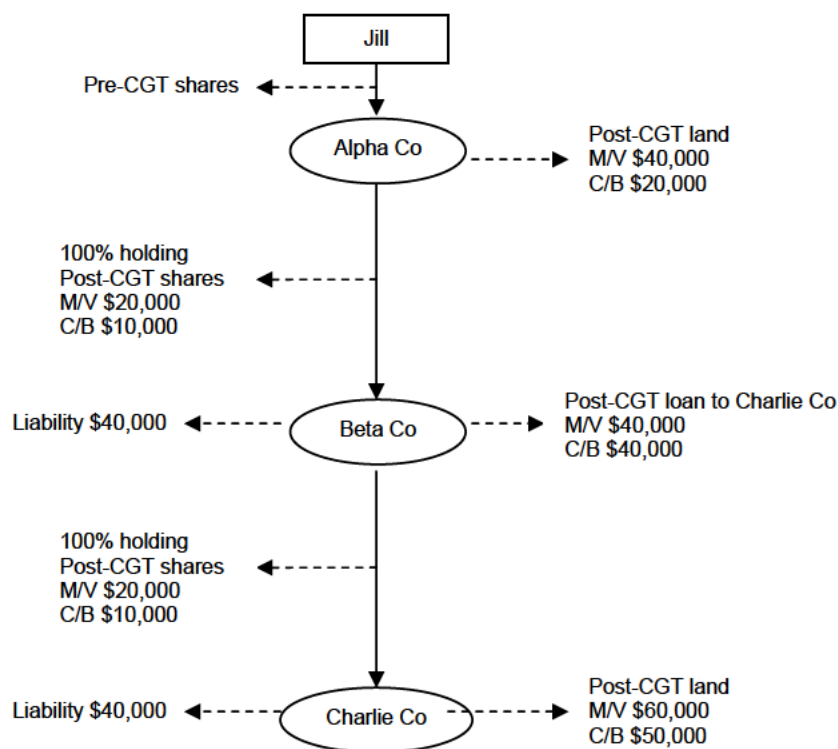 Jill
Pre-CGT shares
Alpha Co
Post-CGT land
M/V $40,000
C/B $20,000
100% holding
Post-CGT shares
M/V $20,000
C/B $10,000
Liability $40,000
Beta Co
Post-CGT loan to Charlie Co
M/V $40,000
C/B $40,000
100% holding
Post-CGT shares
M/V $20,000
C/B $10,000
Liability $40,000
Charlie Co
Post-CGT land
M/V $60,000
C/B $50,000